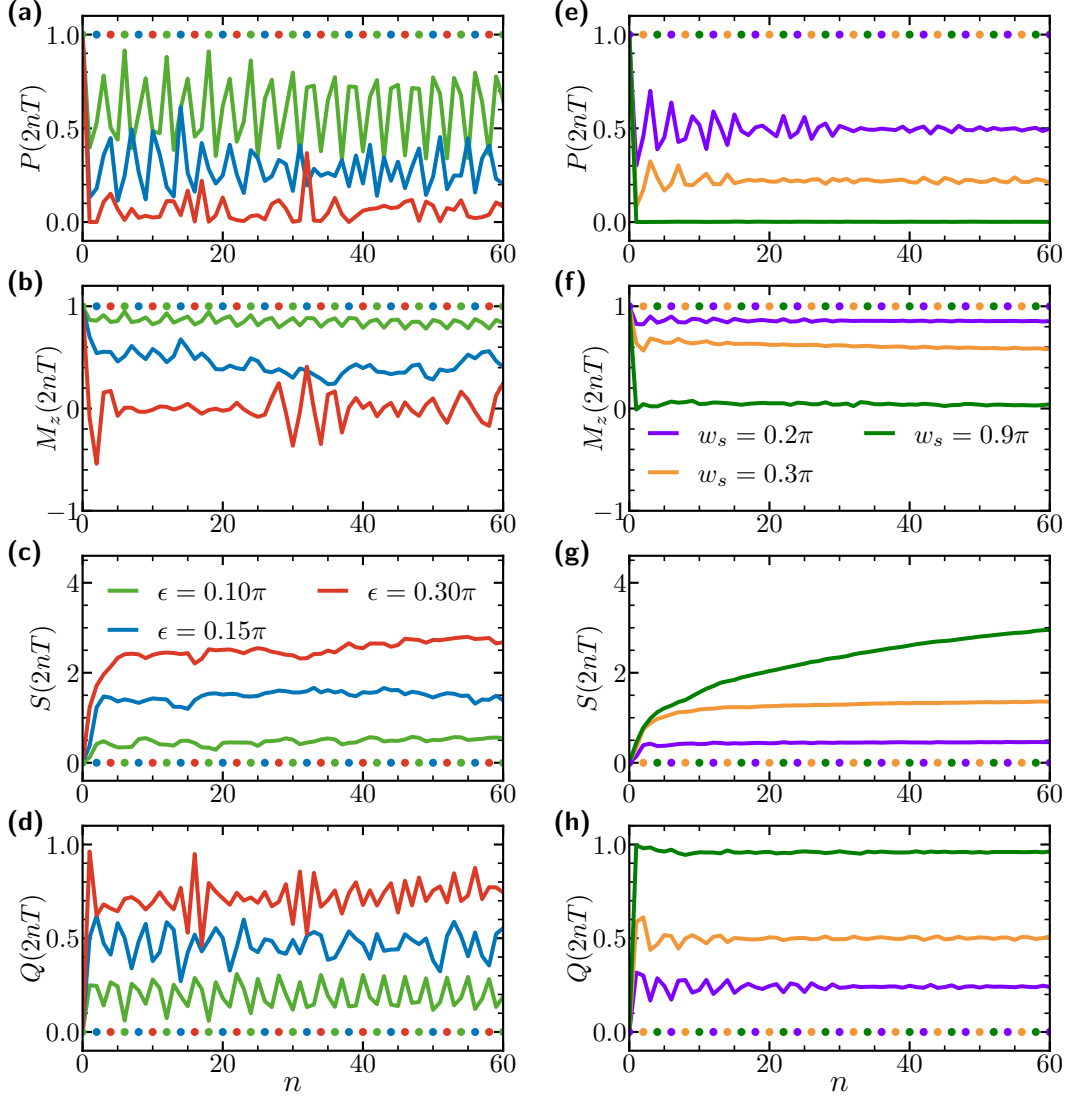 (a)
P(2nT)
1.0
0.5
0.0
0 20 40 60
(b)
M_z(2nT)
1
0
−1
0 20 40 60
(c)
S(2nT)
4
2
0
ϵ = 0.10π
ϵ = 0.30π
ϵ = 0.15π
0 20 40 60
(d)
Q(2nT)
1.0
0.5
0.0
0 20 40 60
n
(e)
P(2nT)
1.0
0.5
0.0
0 20 40 60
(f)
M_z(2nT)
1
0
−1
w_s = 0.2π
w_s = 0.9π
w_s = 0.3π
0 20 40 60
(g)
S(2nT)
4
2
0
0 20 40 60
(h)
Q(2nT)
1.0
0.5
0.0
0 20 40 60
n